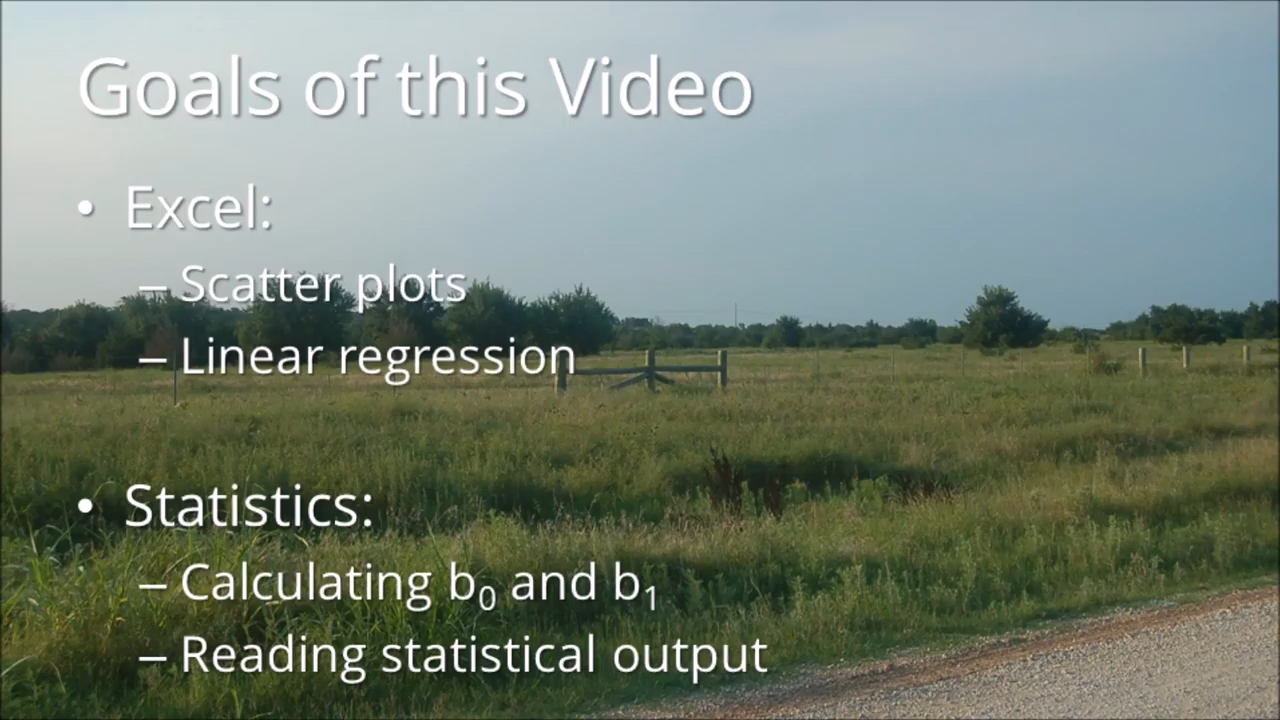 Goals of this Video
• Excel:
– Scatter plots
– Linear regression
• Statistics:
– Calculating b₀ and b₁
– Reading statistical output